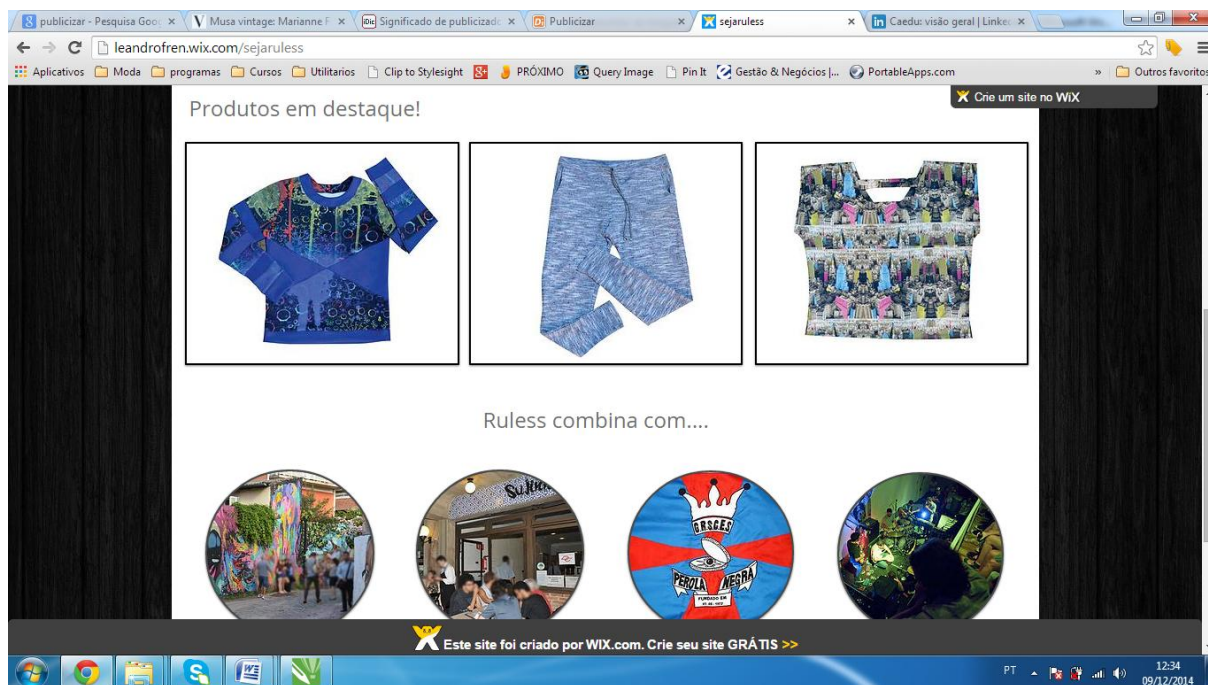 publicizar - Pesquisa Goo
Musa vintage: Marianne F
Significado de publicizad
Publicizar
sejaruless
Caedu: visão geral | Linke
leandrofren.wix.com/sejaruless
Aplicativos
Moda
programas
Cursos
Utilitarios
Clip to Stylesight
PRÓXIMO
Query Image
Pin It
Gestão & Negócios |...
PortableApps.com
»
Outros favoritos
Crie um site no WiX
Produtos em destaque!
Ruless combina com....
G.R.S.C.E.S.
PEROLA NEGRA
FUNDADO EM
Este site foi criado por WIX.com. Crie seu site GRÁTIS >>
PT
12:34
09/12/2014